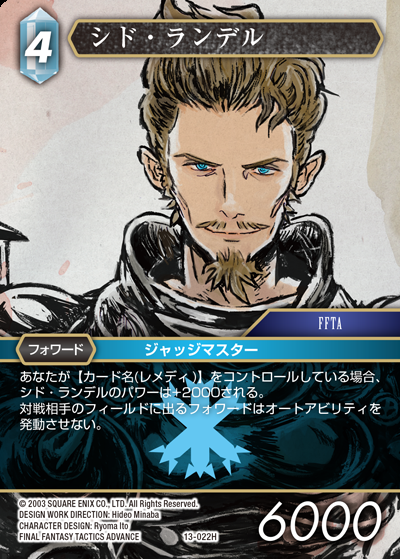 4
シド・ランデル
FFTA
フォワード
ジャッジマスター
あなたが【カード名(レメディ)】をコントロールしている場合、
シド・ランデルのパワーは+2000される。
対戦相手のフィールドに出るフォワードはオートアビリティを
発動させない。
© 2003 SQUARE ENIX CO., LTD. All Rights Reserved.
DESIGN WORK DIRECTION: Hideo Minaba
CHARACTER DESIGN: Ryoma Ito
FINAL FANTASY TACTICS ADVANCE
13-022H
6000